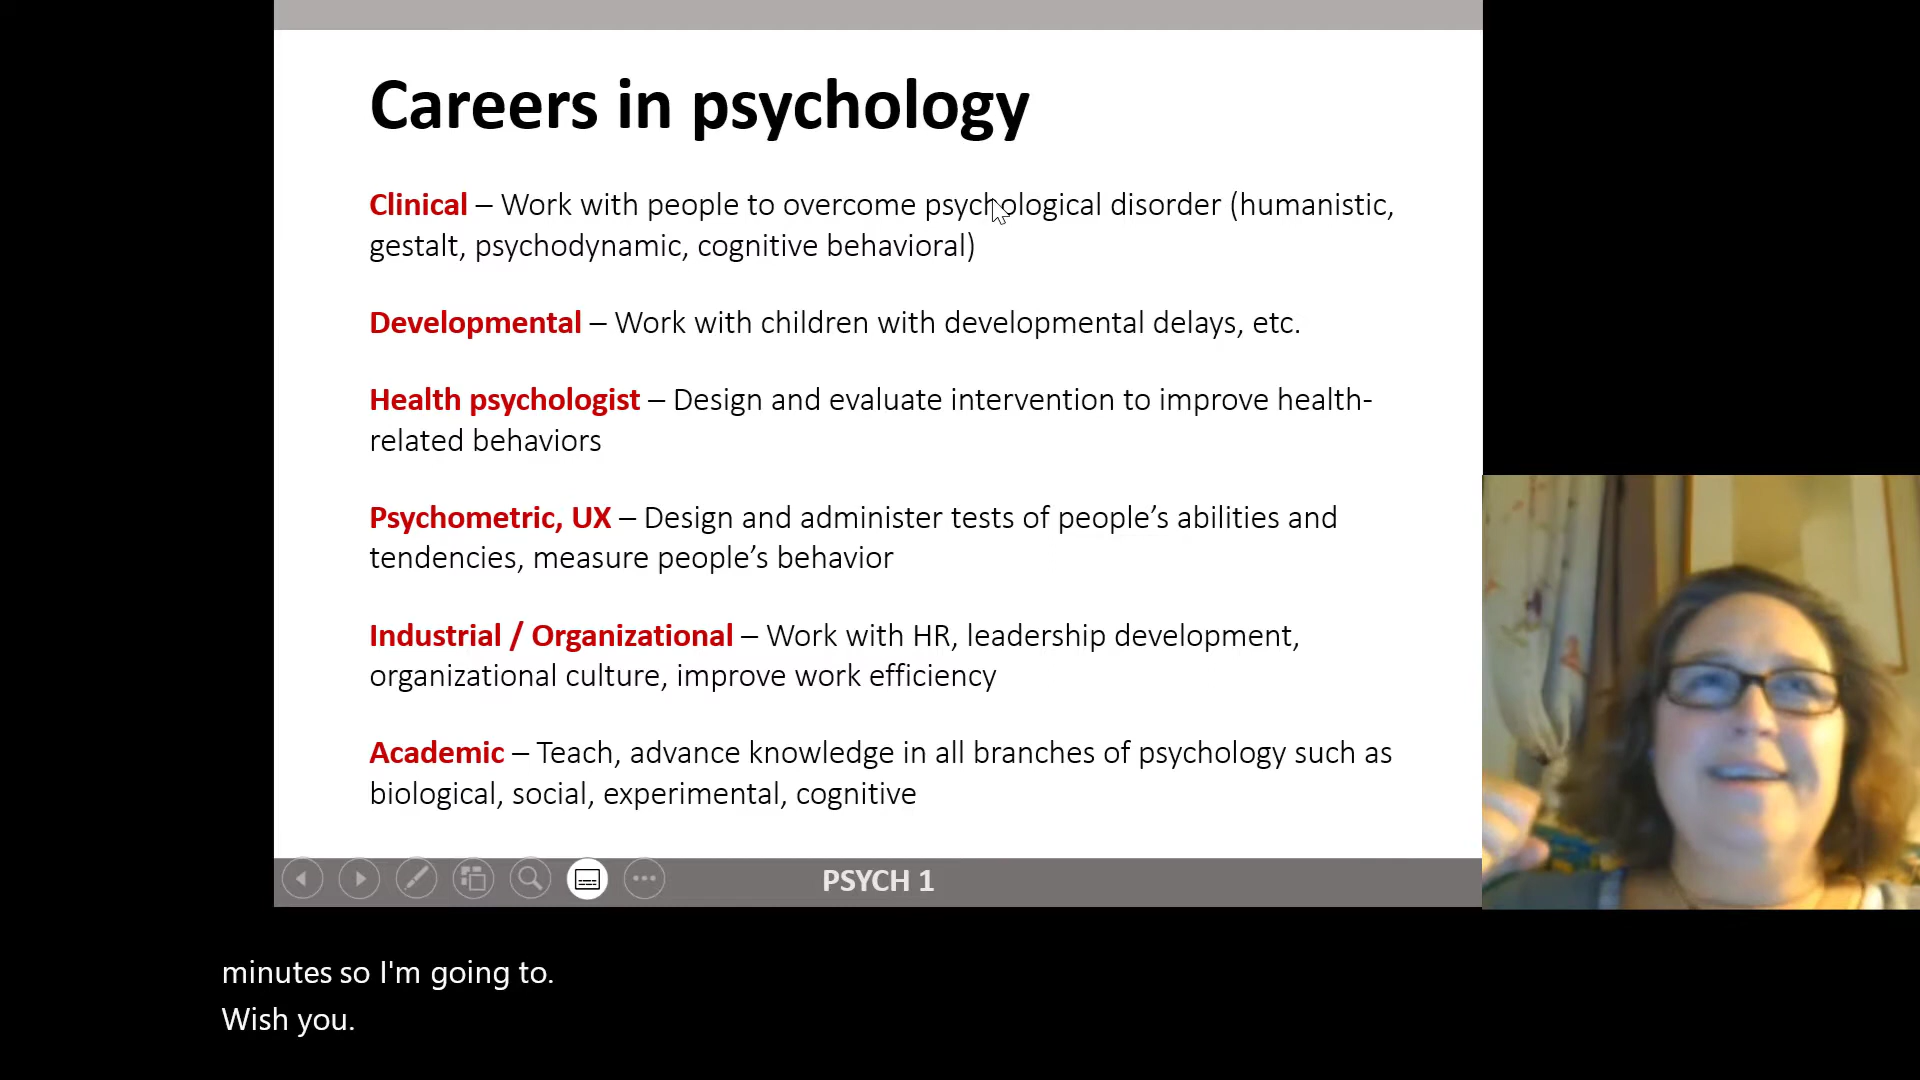 Careers in psychology
Clinical – Work with people to overcome psychological disorder (humanistic,
gestalt, psychodynamic, cognitive behavioral)
Developmental – Work with children with developmental delays, etc.
Health psychologist – Design and evaluate intervention to improve health-
related behaviors
Psychometric, UX – Design and administer tests of people’s abilities and
tendencies, measure people’s behavior
Industrial / Organizational – Work with HR, leadership development,
organizational culture, improve work efficiency
Academic – Teach, advance knowledge in all branches of psychology such as
biological, social, experimental, cognitive
PSYCH 1
minutes so I'm going to.
Wish you.